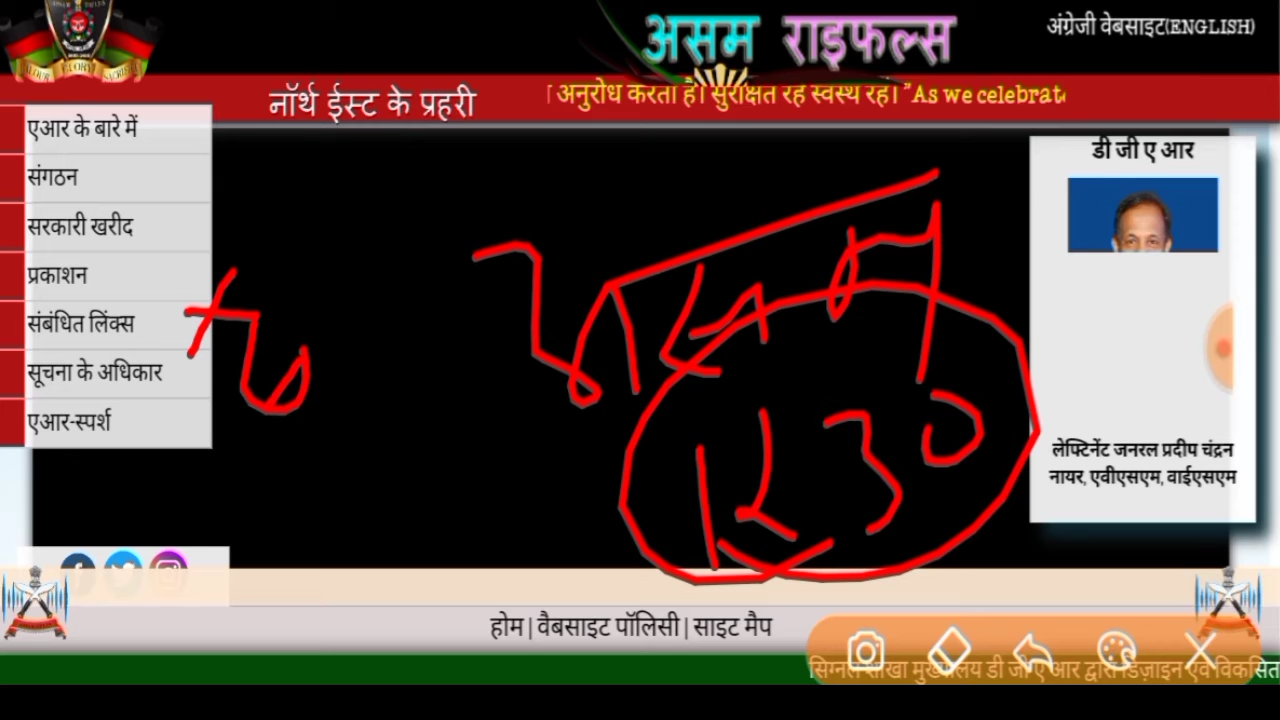 असम राइफल्स
अंग्रेजी वेबसाइट(ENGLISH)
नॉर्थ ईस्ट के प्रहरी
अनुरोध करता है। सुरक्षित रहे स्वस्थ रहे। "As we celebrat
एआर के बारे में
संगठन
सरकारी खरीद
प्रकाशन
संबंधित लिंक्स
सूचना के अधिकार
एआर-स्पर्श
डी जी ए आर
लेफ्टिनेंट जनरल प्रदीप चंद्रन
नायर, एवीएसएम, वाईएसएम
1230
होम | वैबसाइट पॉलिसी | साइट मैप
सिग्नल शाखा मुख्यालय डी जी ए आर द्वारा डिज़ाइन एवं विकसित